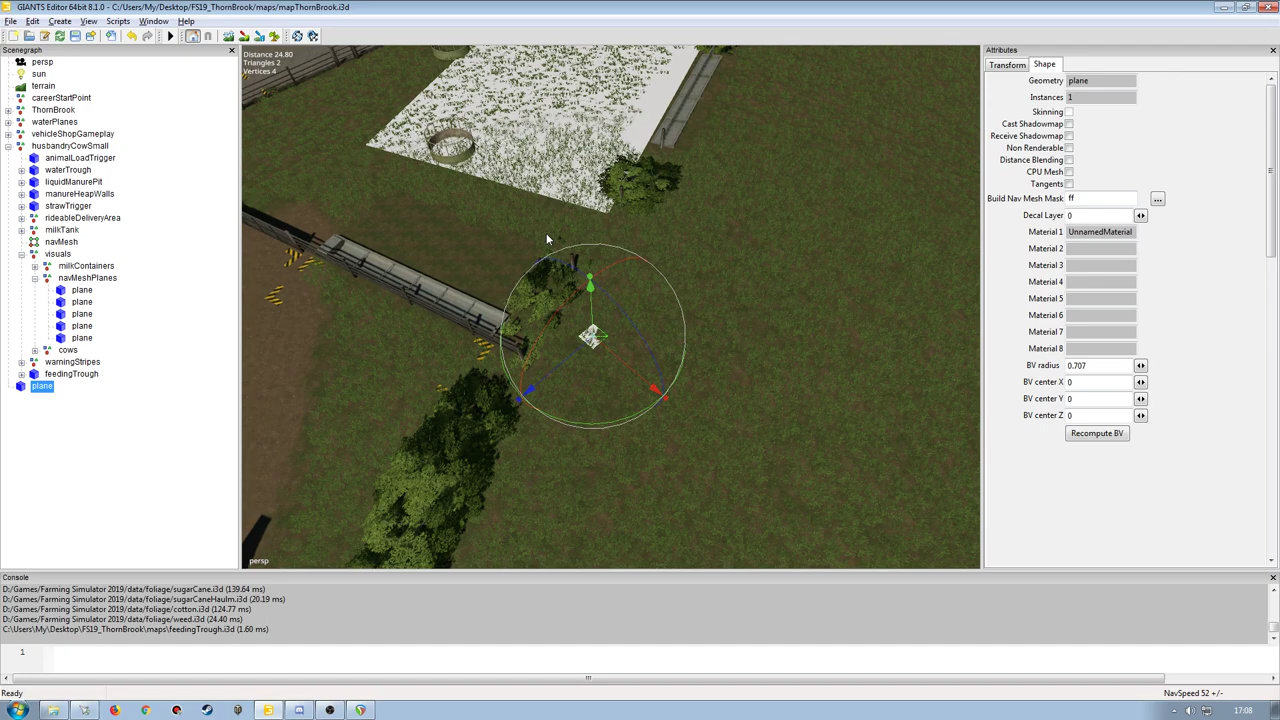 GIANTS Editor 64bit 8.1.0 - C:/Users/My/Desktop/FS19_ThornBrook/maps/mapThornBrook.i3d
File Edit Create View Scripts Window Help
Scenegraph
persp
sun
terrain
careerStartPoint
ThornBrook
waterPlanes
vehicleShopGameplay
husbandryCowSmall
animalLoadTrigger
waterTrough
liquidManurePit
manureHeapWalls
strawTrigger
rideableDeliveryArea
milkTank
navMesh
visuals
milkContainers
navMeshPlanes
plane
plane
plane
plane
plane
cows
warningStripes
feedingTrough
plane
Distance 24.80
Triangles 2
Vertices 4
persp
Attributes
Transform Shape
Geometry plane
Instances 1
Skinning
Cast Shadowmap
Receive Shadowmap
Non Renderable
Distance Blending
CPU Mesh
Tangents
Build Nav Mesh Mask ff ...
Decal Layer 0
Material 1 UnnamedMaterial
Material 2
Material 3
Material 4
Material 5
Material 6
Material 7
Material 8
BV radius 0.707
BV center X 0
BV center Y 0
BV center Z 0
Recompute BV
Console
D:/Games/Farming Simulator 2019/data/foliage/sugarCane.i3d (139.64 ms)
D:/Games/Farming Simulator 2019/data/foliage/sugarCaneHaulm.i3d (20.19 ms)
D:/Games/Farming Simulator 2019/data/foliage/cotton.i3d (124.77 ms)
D:/Games/Farming Simulator 2019/data/foliage/weed.i3d (24.40 ms)
C:\Users\My\Desktop\FS19_ThornBrook\maps\feedingTrough.i3d (1.60 ms)
1
Ready
NavSpeed 52 +/-
17:08